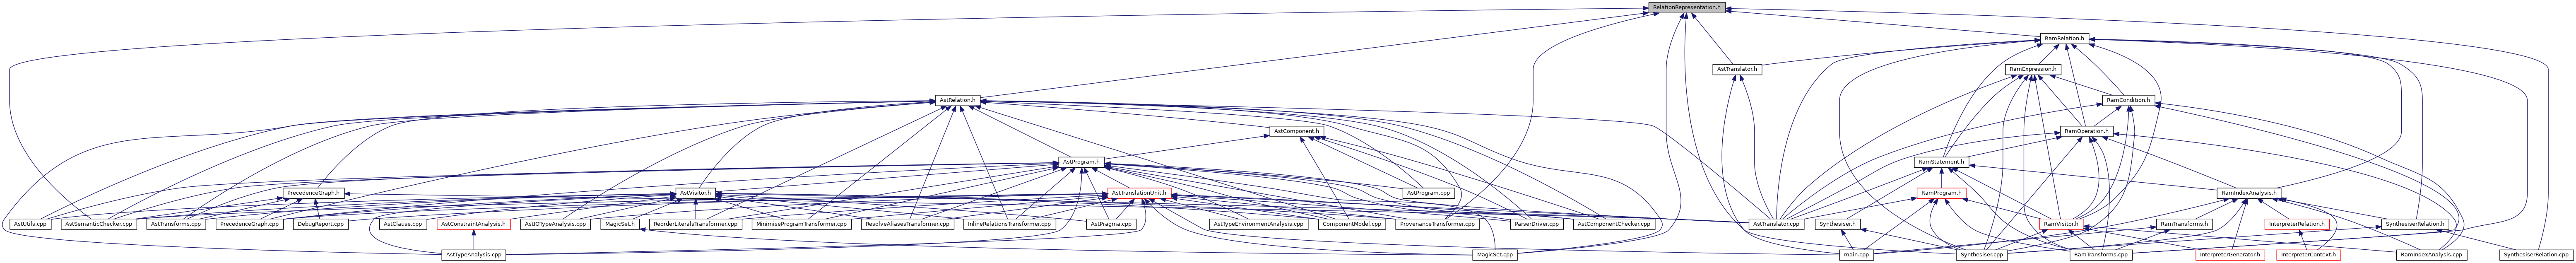 RelationRepresentation.h
RamRelation.h
AstTranslator.h
RamExpression.h
AstRelation.h
RamCondition.h
AstComponent.h
RamOperation.h
AstProgram.h
RamStatement.h
PrecedenceGraph.h
AstVisitor.h
AstTranslationUnit.h
AstProgram.cpp
RamProgram.h
RamIndexAnalysis.h
AstUtils.cpp
AstSemanticChecker.cpp
AstTransforms.cpp
PrecedenceGraph.cpp
DebugReport.cpp
AstClause.cpp
AstConstraintAnalysis.h
AstIOTypeAnalysis.cpp
MagicSet.h
ReorderLiteralsTransformer.cpp
MinimiseProgramTransformer.cpp
ResolveAliasesTransformer.cpp
InlineRelationsTransformer.cpp
AstPragma.cpp
AstTypeEnvironmentAnalysis.cpp
ComponentModel.cpp
ProvenanceTransformer.cpp
ParserDriver.cpp
AstComponentChecker.cpp
AstTranslator.cpp
Synthesiser.h
RamVisitor.h
RamTransforms.h
InterpreterRelation.h
SynthesiserRelation.h
AstTypeAnalysis.cpp
MagicSet.cpp
main.cpp
Synthesiser.cpp
RamTransforms.cpp
InterpreterGenerator.h
InterpreterContext.h
RamIndexAnalysis.cpp
SynthesiserRelation.cpp